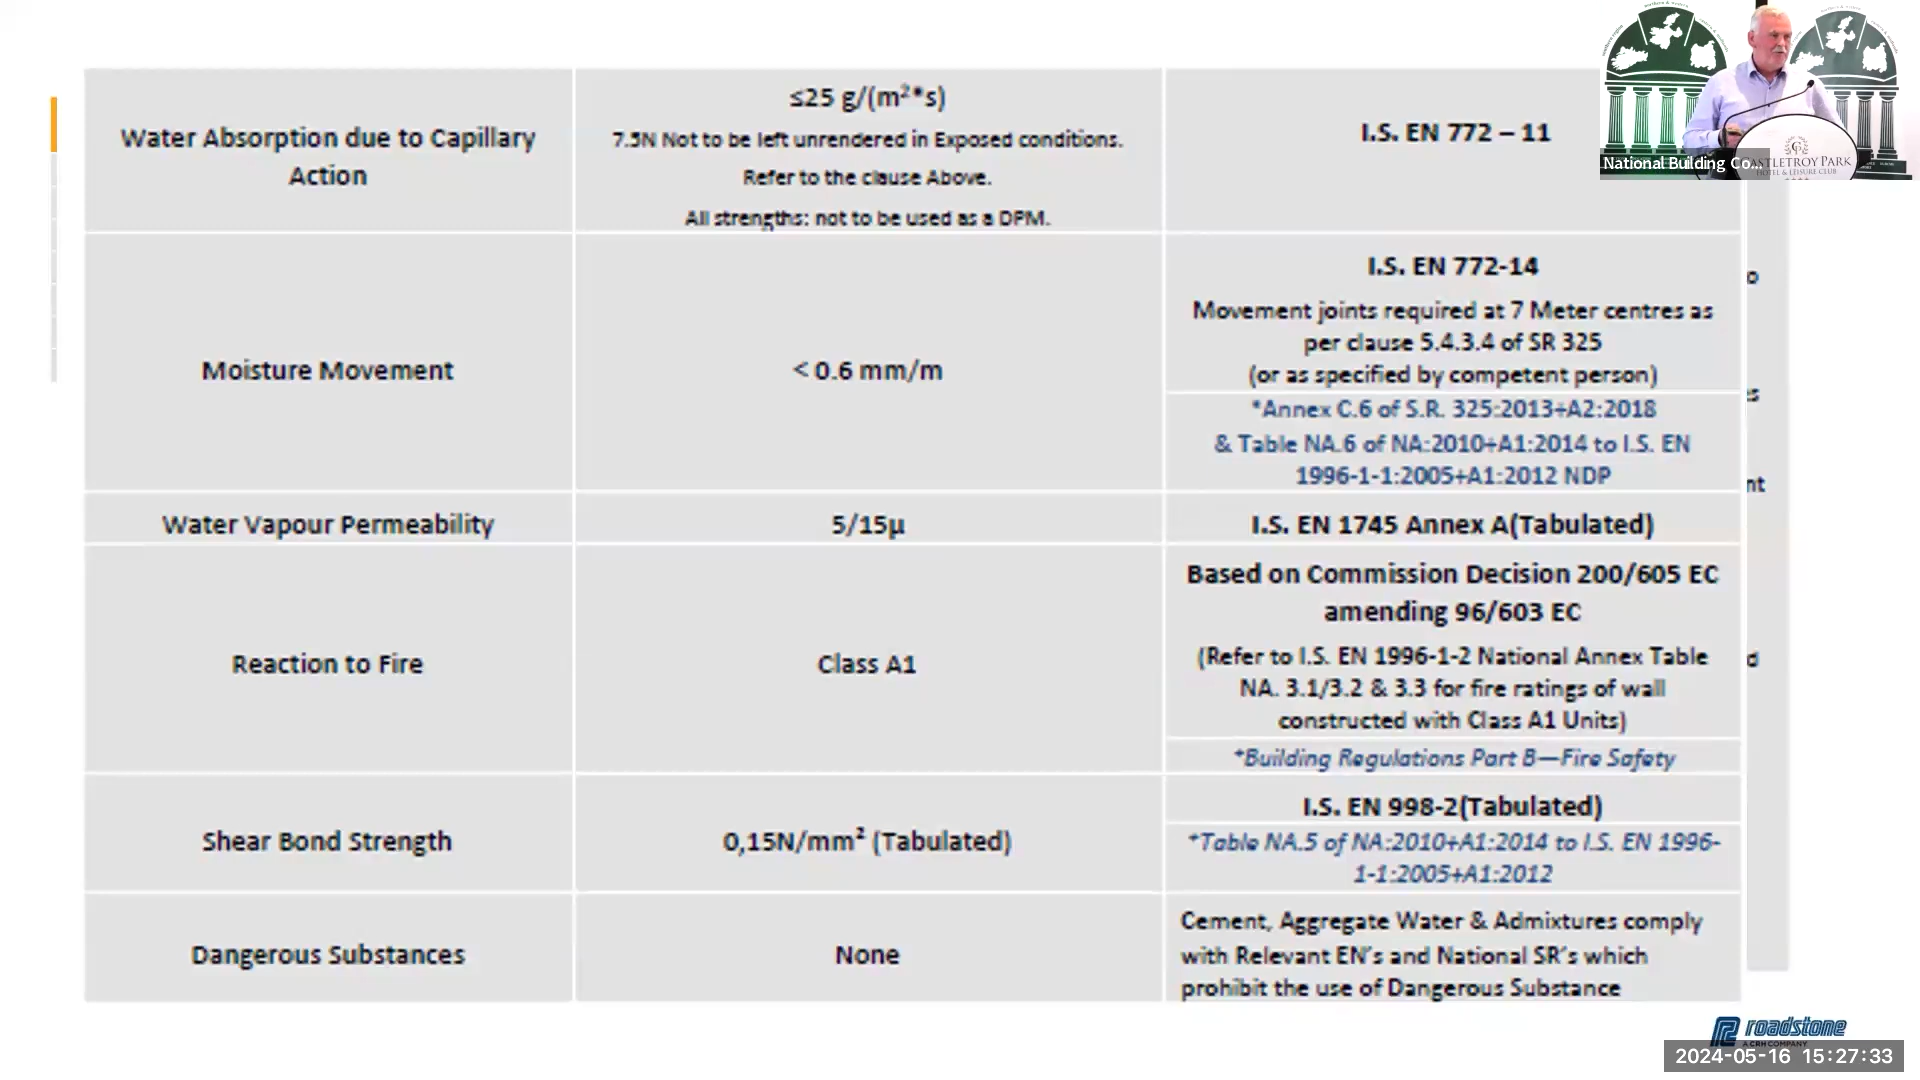 Water Absorption due to Capillary
Action
≤25 g/(m²*s)
7.5N Not to be left unrendered in Exposed conditions.
Refer to the clause Above.
All strengths: not to be used as a DPM.
I.S. EN 772 – 11
Moisture Movement
< 0.6 mm/m
I.S. EN 772-14
Movement joints required at 7 Meter centres as
per clause 5.4.3.4 of SR 325
(or as specified by competent person)
*Annex C.6 of S.R. 325:2013+A2:2018
& Table NA.6 of NA:2010+A1:2014 to I.S. EN
1996-1-1:2005+A1:2012 NDP
Water Vapour Permeability
5/15µ
I.S. EN 1745 Annex A(Tabulated)
Reaction to Fire
Class A1
Based on Commission Decision 200/605 EC
amending 96/603 EC
(Refer to I.S. EN 1996-1-2 National Annex Table
NA. 3.1/3.2 & 3.3 for fire ratings of wall
constructed with Class A1 Units)
*Building Regulations Part B—Fire Safety
Shear Bond Strength
0,15N/mm² (Tabulated)
I.S. EN 998-2(Tabulated)
*Table NA.5 of NA:2010+A1:2014 to I.S. EN 1996-
1-1:2005+A1:2012
Dangerous Substances
None
Cement, Aggregate Water & Admixtures comply
with Relevant EN's and National SR's which
prohibit the use of Dangerous Substance
National Building Co...
CASTLETROY PARK
HOTEL & LEISURE CLUB
roadstone
A CRH COMPANY
2024-05-16 15:27:33